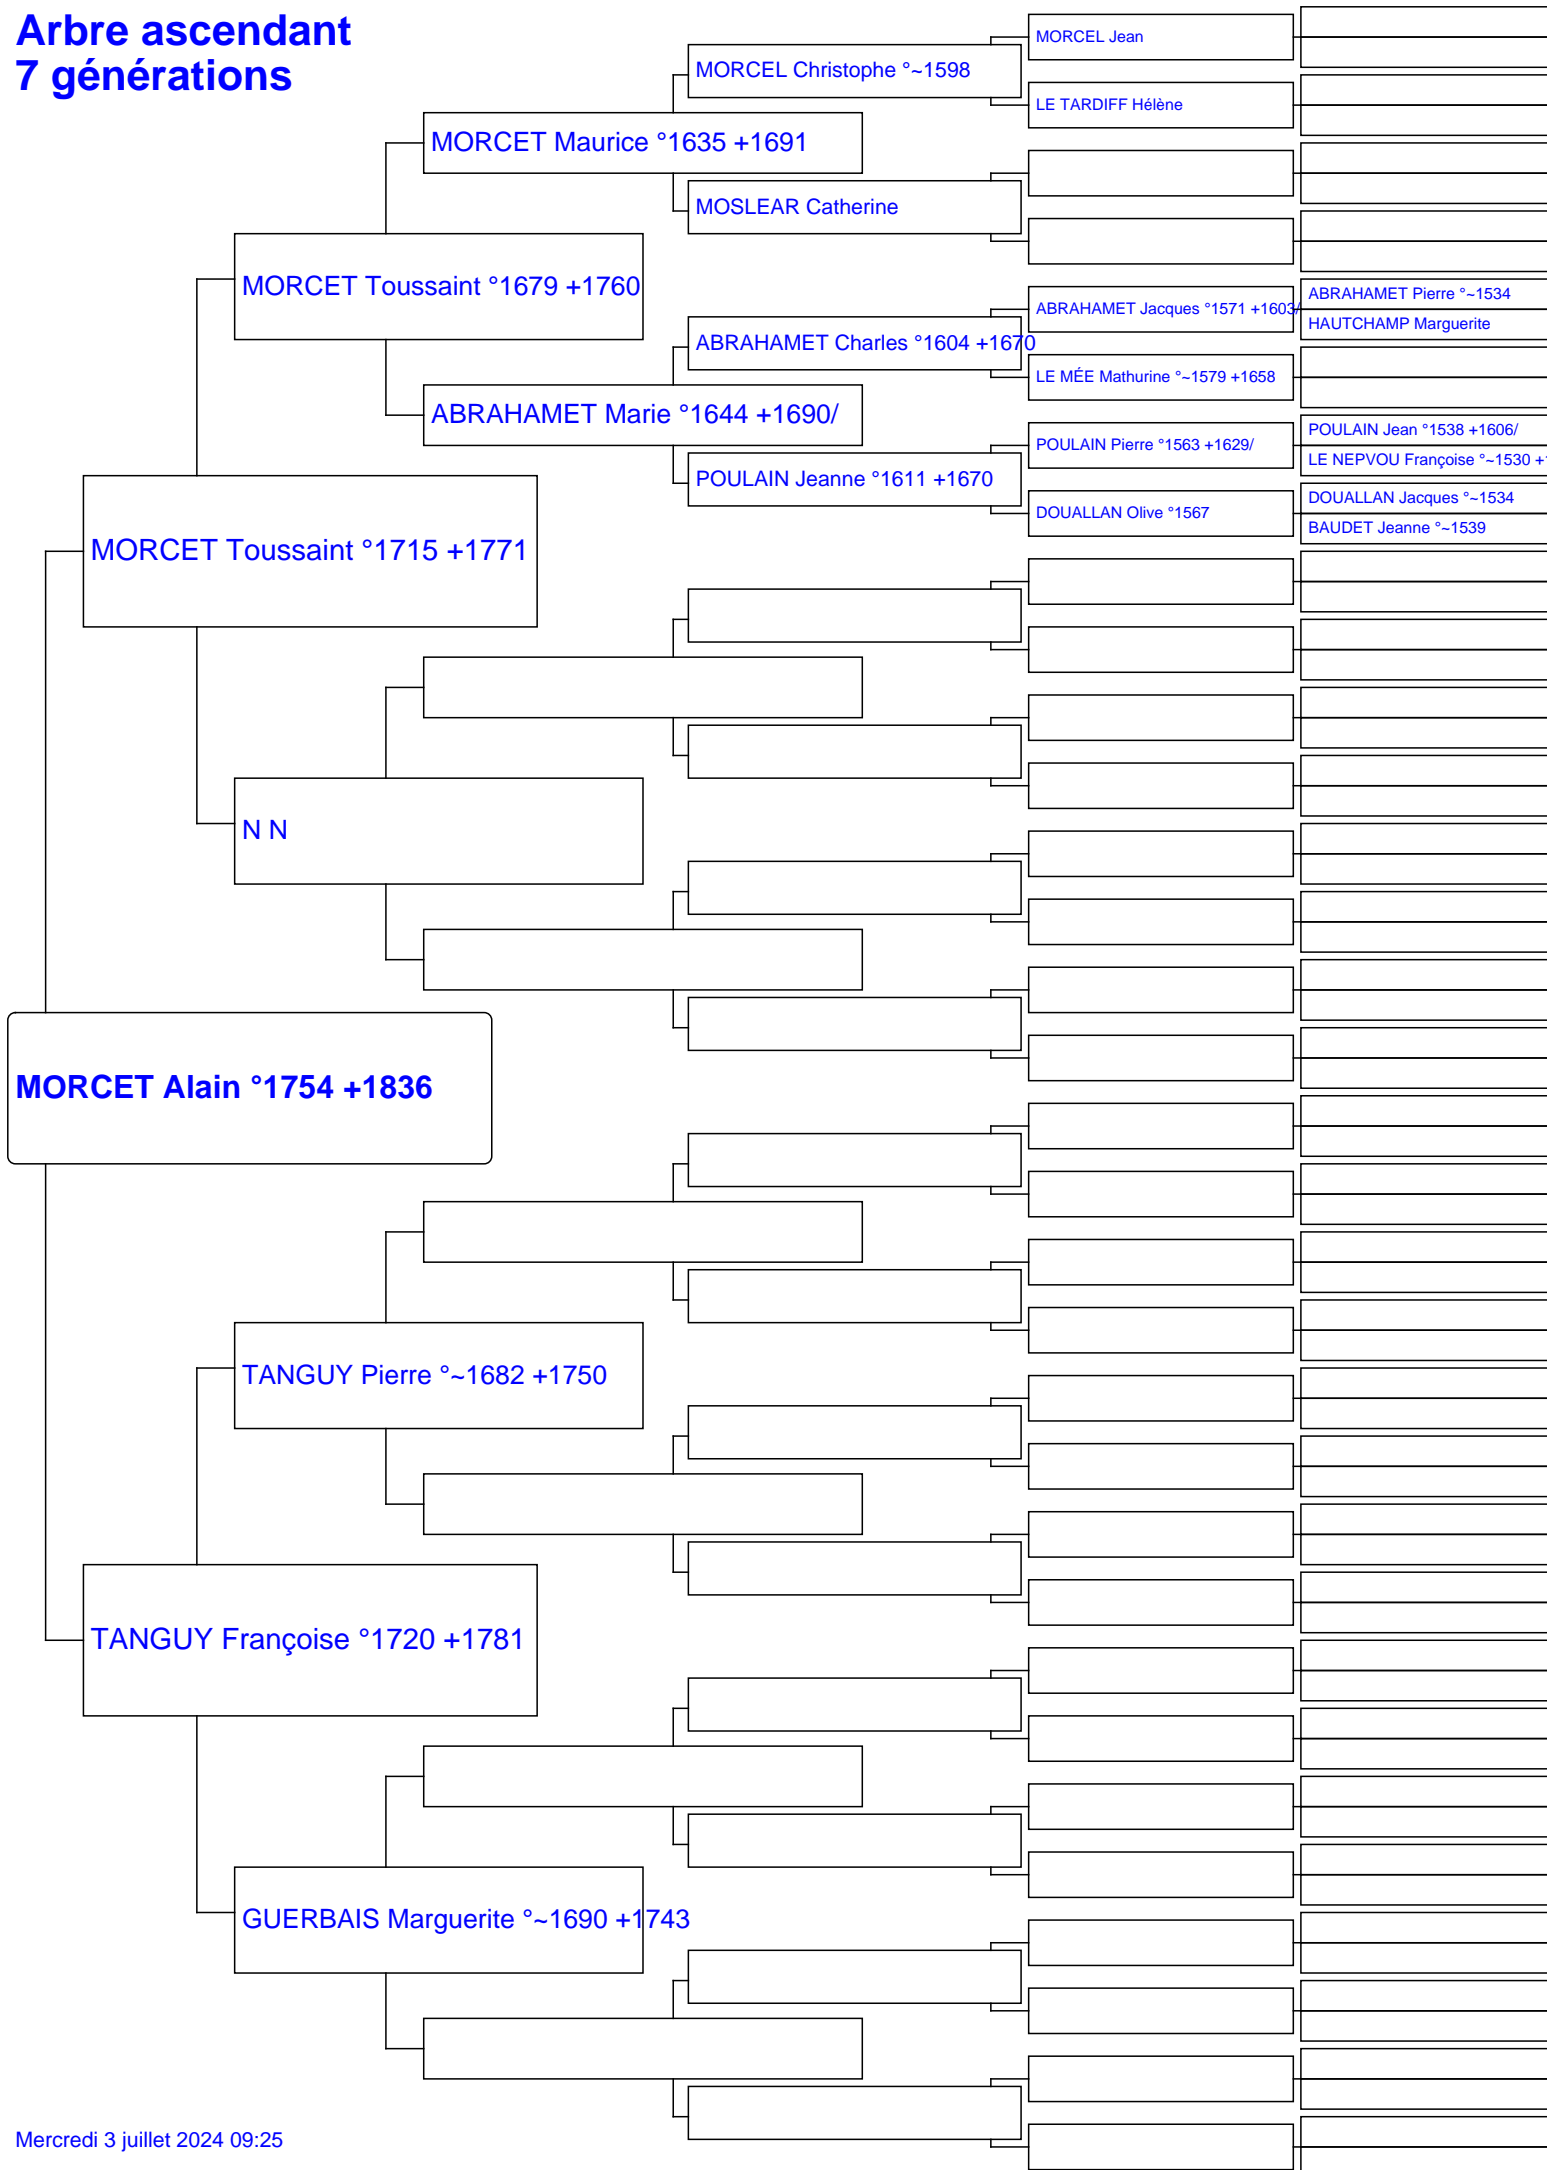 Arbre ascendant
7 générations
MORCEL Jean
MORCEL Christophe °~1598
LE TARDIFF Hélène
MORCET Maurice °1635 +1691
MOSLEAR Catherine
MORCET Toussaint °1679 +1760
ABRAHAMET Pierre °~1534
ABRAHAMET Jacques °1571 +1603/
HAUTCHAMP Marguerite
ABRAHAMET Charles °1604 +1670
LE MÉE Mathurine °~1579 +1658
ABRAHAMET Marie °1644 +1690/
POULAIN Jean °1538 +1606/
POULAIN Pierre °1563 +1629/
LE NEPVOU Françoise °~1530
POULAIN Jeanne °1611 +1670
DOUALLAN Jacques °~1534
DOUALLAN Olive °1567
BAUDET Jeanne °~1539
MORCET Toussaint °1715 +1771
N N
MORCET Alain °1754 +1836
TANGUY Pierre °~1682 +1750
TANGUY Françoise °1720 +1781
GUERBAIS Marguerite °~1690 +1743
Mercredi 3 juillet 2024 09:25